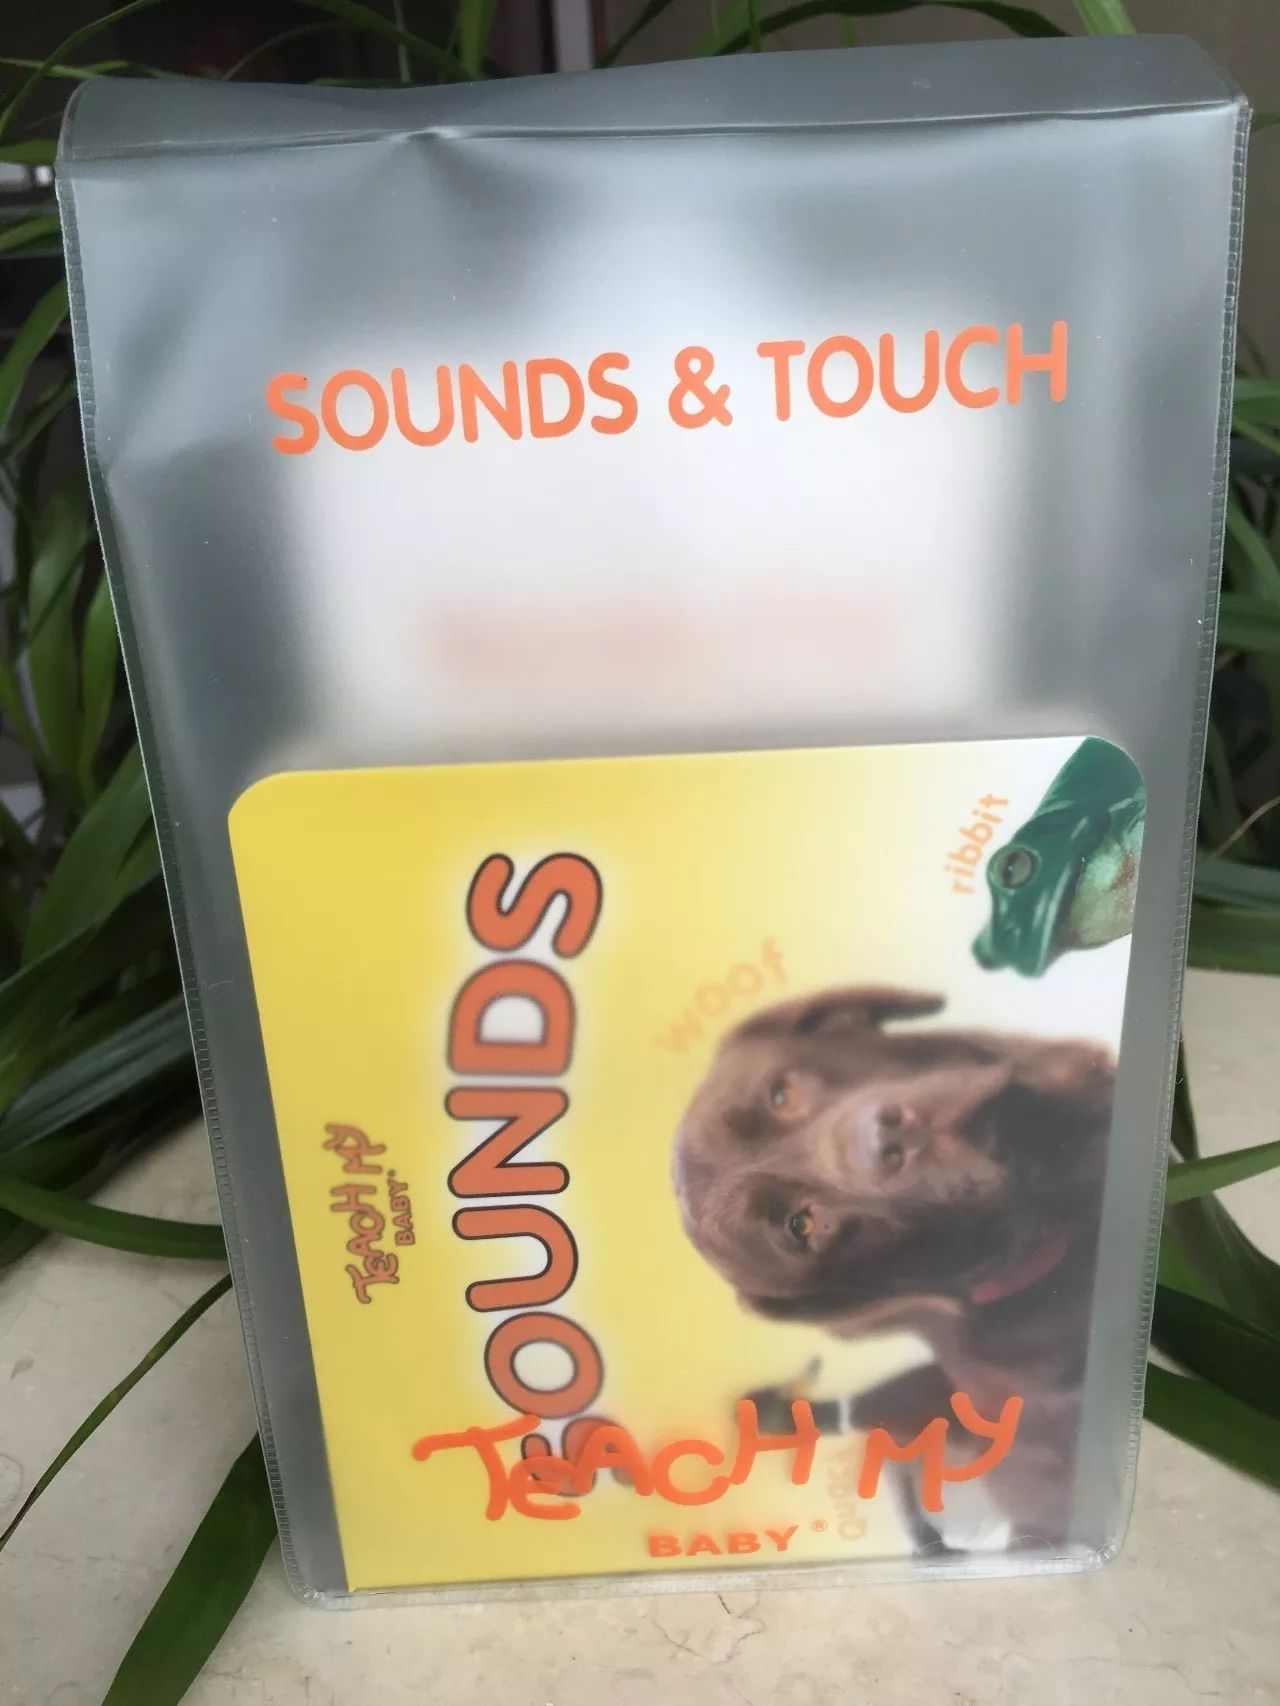 SOUNDS & TOUCH
ribbit
woof
SOUNDS
TEACH MY
BABY®
quack
TEACH MY
BABY®